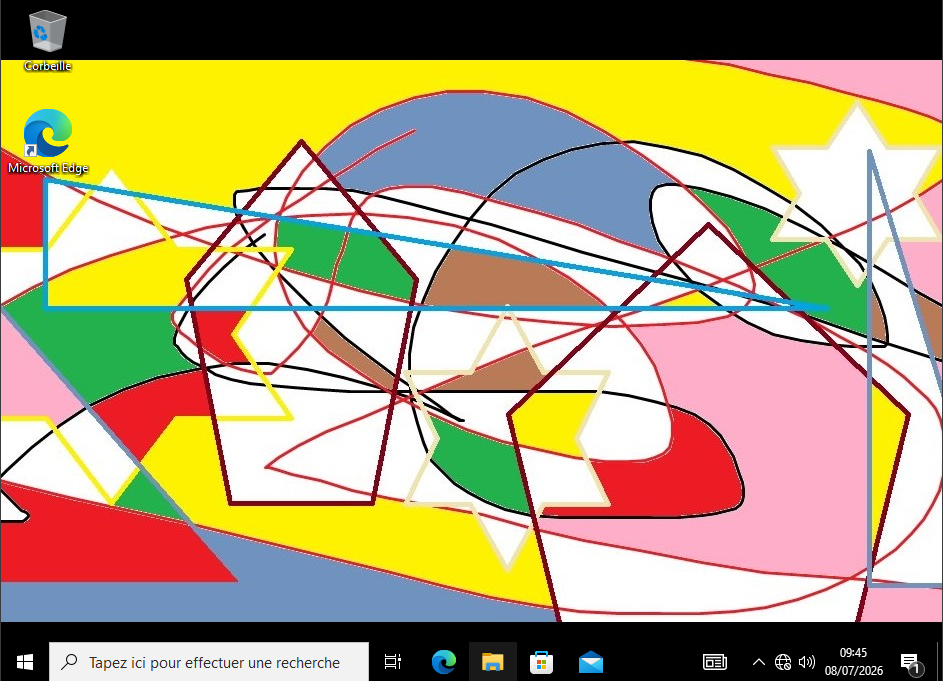 Corbeille
Microsoft Edge
Tapez ici pour effectuer une recherche
09:45
08/07/2026
1